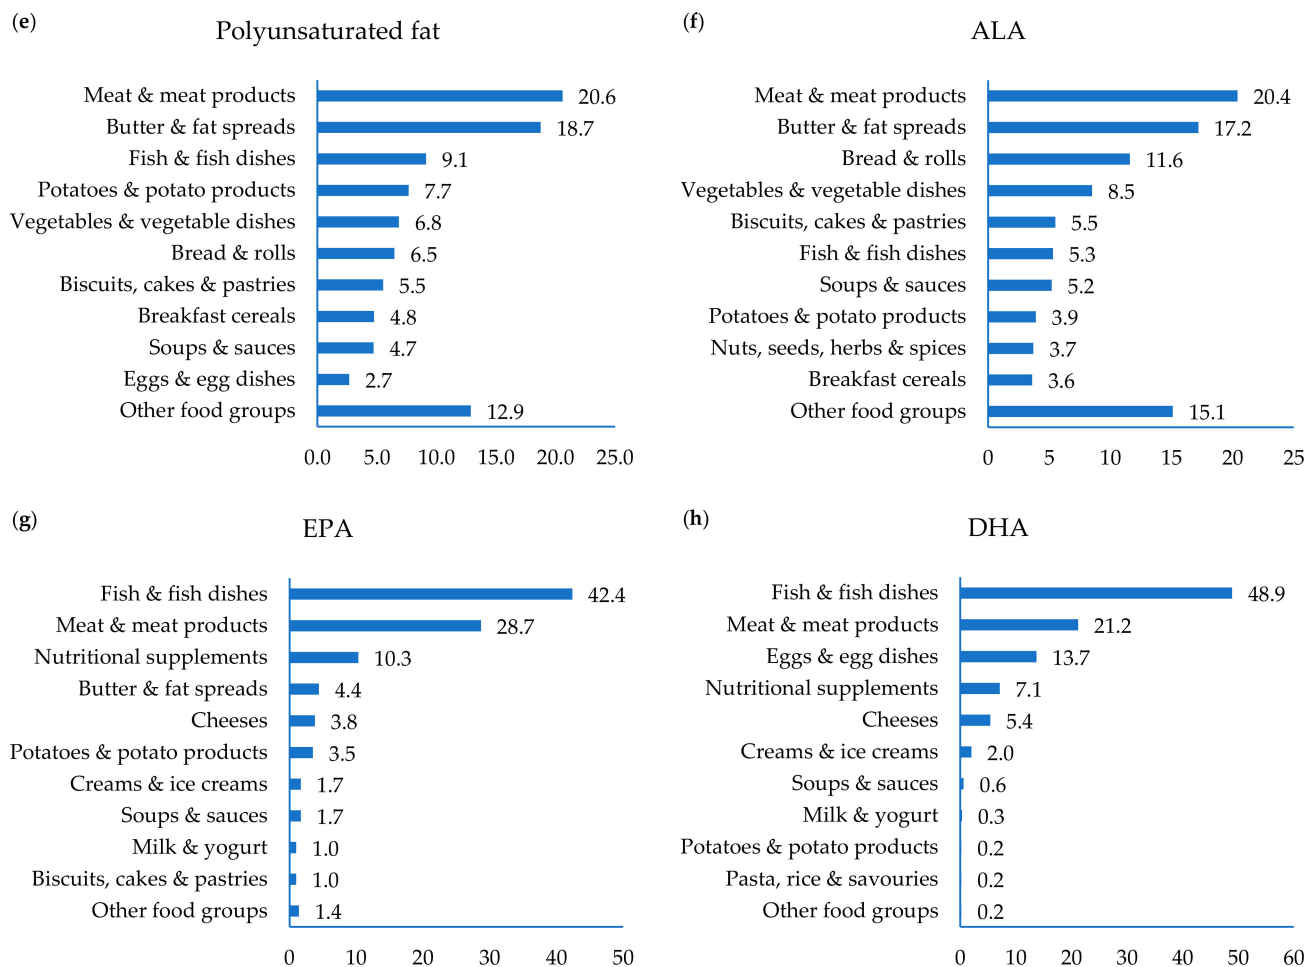 (e)
Polyunsaturated fat
Meat & meat products 20.6
Butter & fat spreads 18.7
Fish & fish dishes 9.1
Potatoes & potato products 7.7
Vegetables & vegetable dishes 6.8
Bread & rolls 6.5
Biscuits, cakes & pastries 5.5
Breakfast cereals 4.8
Soups & sauces 4.7
Eggs & egg dishes 2.7
Other food groups 12.9
0.0 5.0 10.0 15.0 20.0 25.0
(f)
ALA
Meat & meat products 20.4
Butter & fat spreads 17.2
Bread & rolls 11.6
Vegetables & vegetable dishes 8.5
Biscuits, cakes & pastries 5.5
Fish & fish dishes 5.3
Soups & sauces 5.2
Potatoes & potato products 3.9
Nuts, seeds, herbs & spices 3.7
Breakfast cereals 3.6
Other food groups 15.1
0 5 10 15 20 25
(g)
EPA
Fish & fish dishes 42.4
Meat & meat products 28.7
Nutritional supplements 10.3
Butter & fat spreads 4.4
Cheeses 3.8
Potatoes & potato products 3.5
Creams & ice creams 1.7
Soups & sauces 1.7
Milk & yogurt 1.0
Biscuits, cakes & pastries 1.0
Other food groups 1.4
0 10 20 30 40 50
(h)
DHA
Fish & fish dishes 48.9
Meat & meat products 21.2
Eggs & egg dishes 13.7
Nutritional supplements 7.1
Cheeses 5.4
Creams & ice creams 2.0
Soups & sauces 0.6
Milk & yogurt 0.3
Potatoes & potato products 0.2
Pasta, rice & savouries 0.2
Other food groups 0.2
0 10 20 30 40 50 60